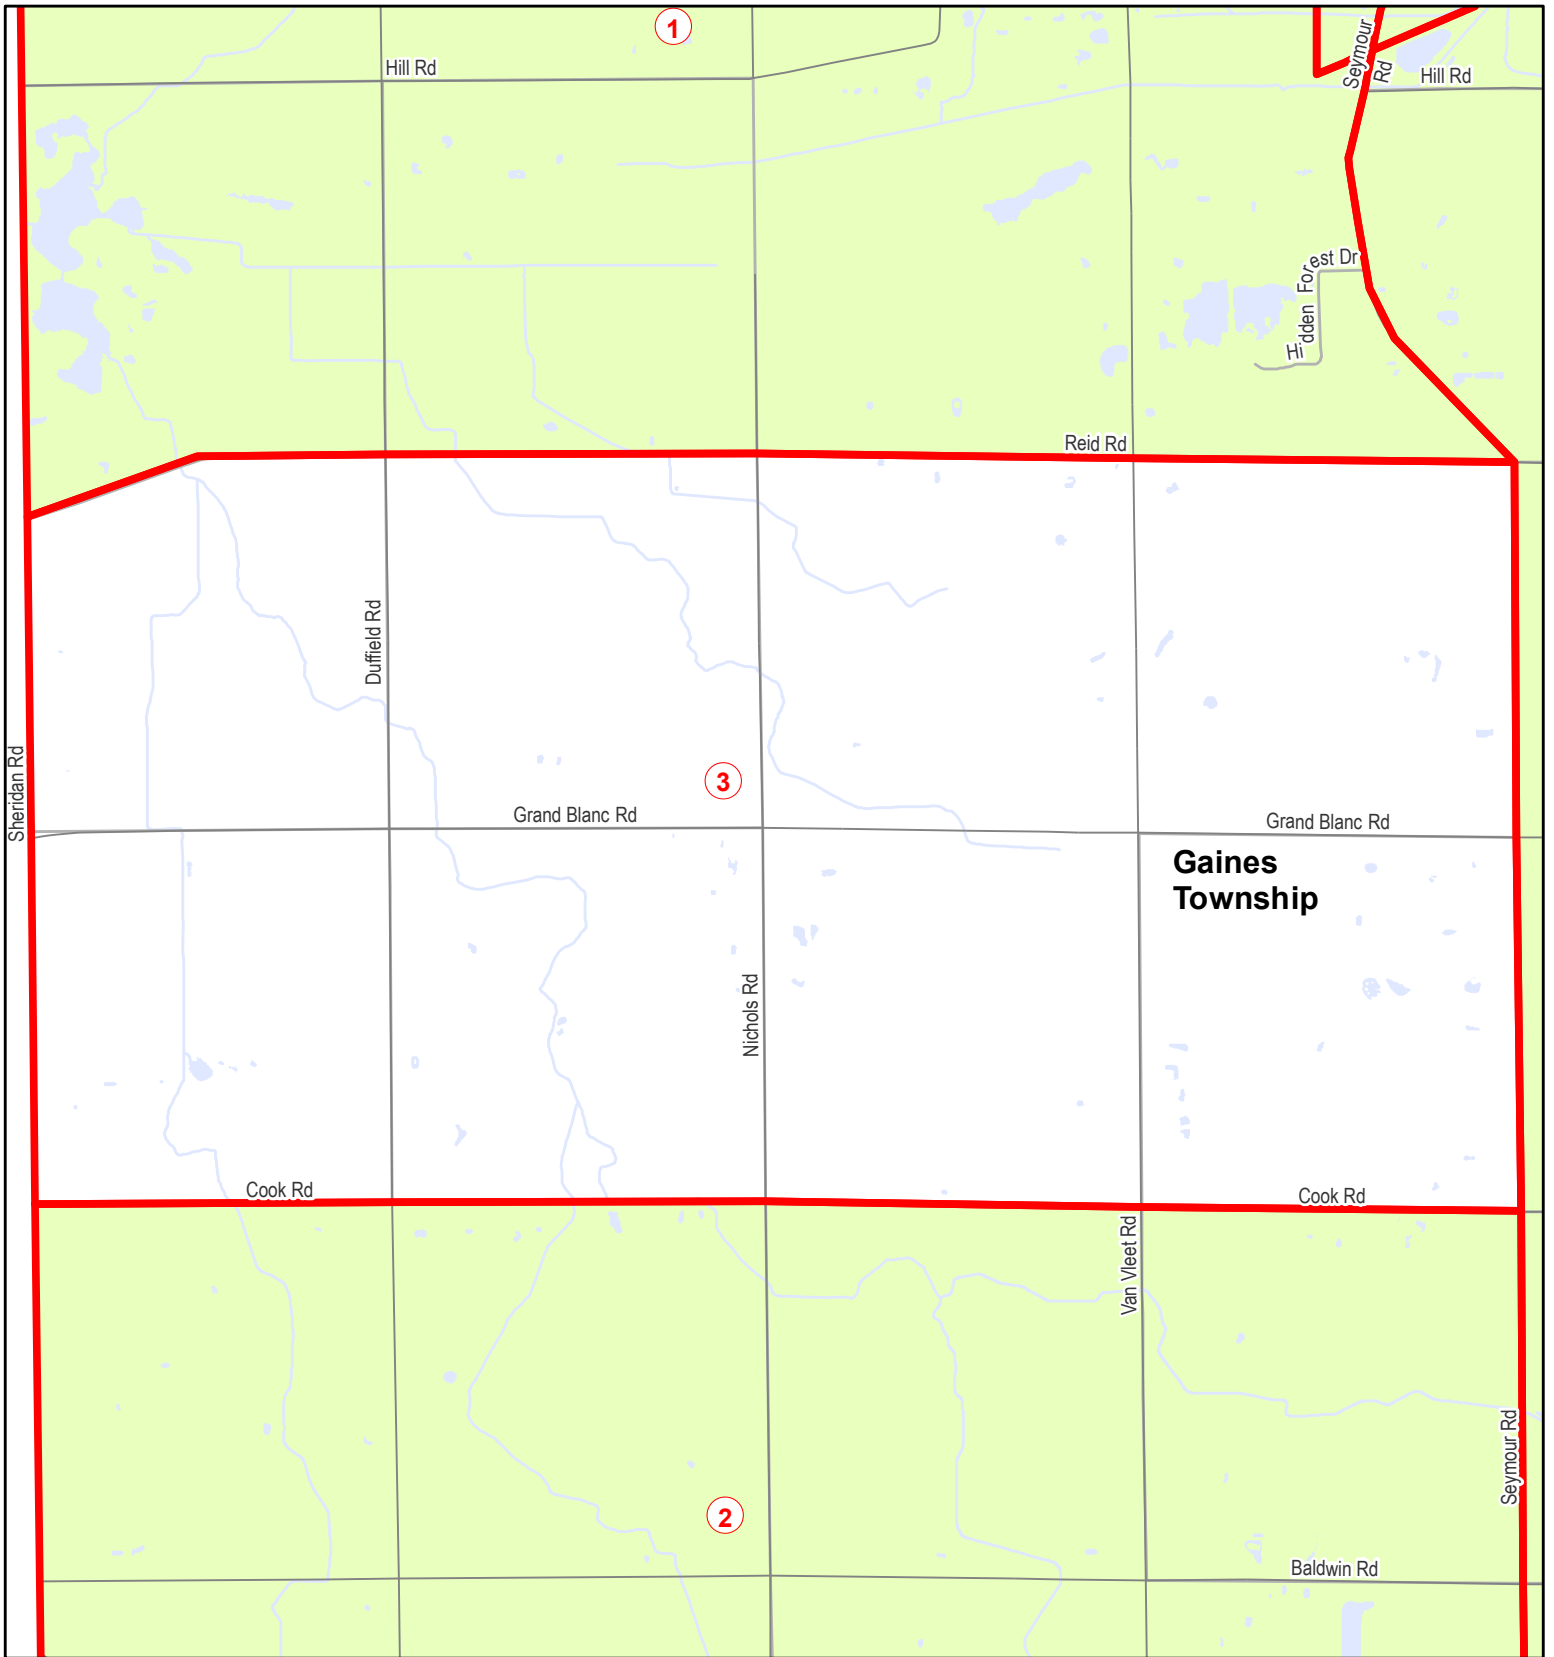 1
Seymour
Rd
Hill Rd
Hill Rd
Hidden Forest Dr
Reid Rd
Duffield Rd
Sheridan Rd
3
Grand Blanc Rd
Grand Blanc Rd
Gaines
Township
Nichols Rd
Cook Rd
Cook Rd
Van Vleet Rd
Seymour Rd
2
Baldwin Rd